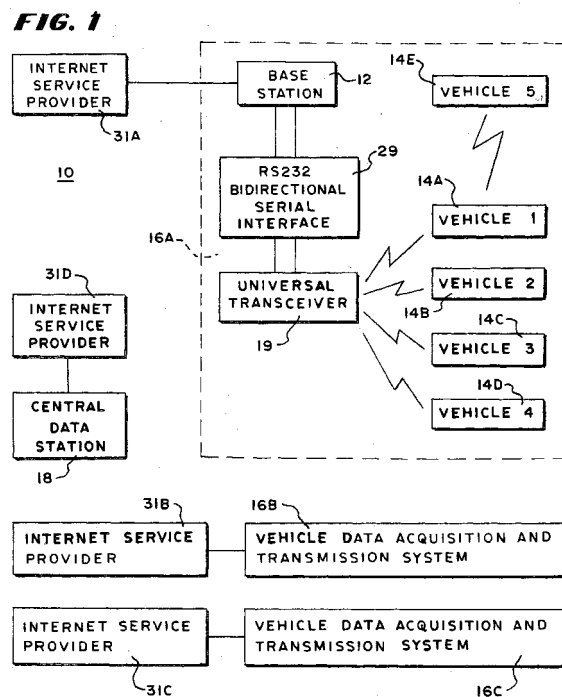 FIG. 1
INTERNET
SERVICE
PROVIDER
31A
BASE
STATION
12
14E
VEHICLE 5
10
RS232
BIDIRECTIONAL
SERIAL
INTERFACE
29
16A
14A
VEHICLE 1
UNIVERSAL
TRANSCEIVER
19
VEHICLE 2
14B
14C
VEHICLE 3
14D
VEHICLE 4
31D
INTERNET
SERVICE
PROVIDER
CENTRAL
DATA
STATION
18
31B
INTERNET SERVICE
PROVIDER
16B
VEHICLE DATA ACQUISITION AND
TRANSMISSION SYSTEM
INTERNET SERVICE
PROVIDER
31C
VEHICLE DATA ACQUISITION AND
TRANSMISSION SYSTEM
16C